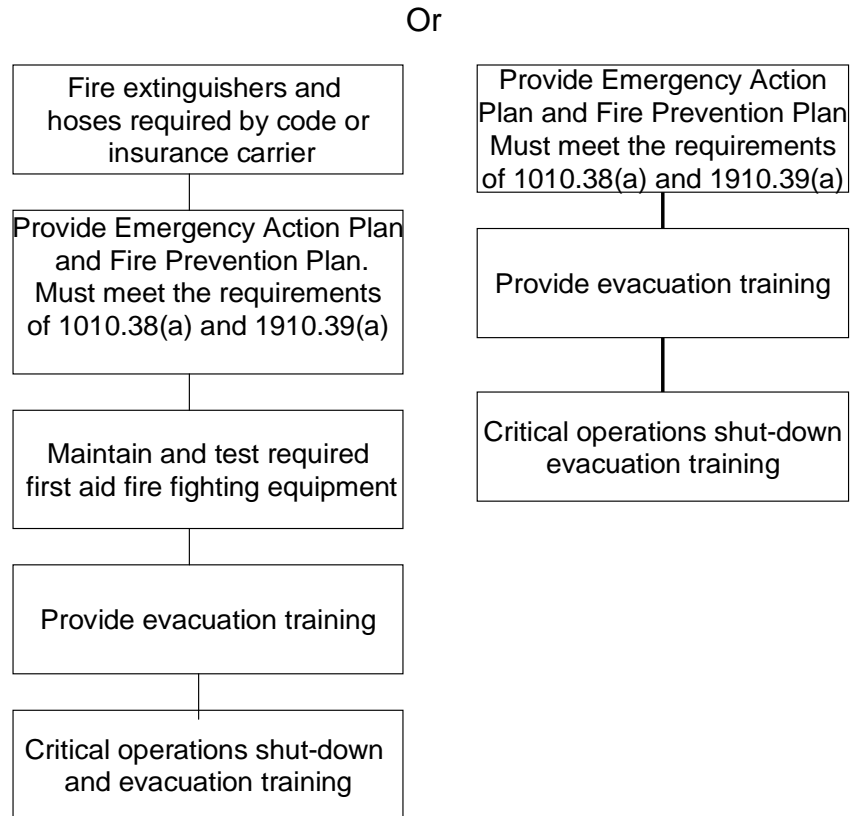 Or
Fire extinguishers and
hoses required by code or
insurance carrier
Provide Emergency Action Plan
and Fire Prevention Plan.
Must meet the requirements
of 1010.38(a) and 1910.39(a)
Maintain and test required
first aid fire fighting equipment
Provide evacuation training
Critical operations shut-down
and evacuation training
Provide Emergency Action
Plan and Fire Prevention Plan
Must meet the requirements
of 1010.38(a) and 1910.39(a)
Provide evacuation training
Critical operations shut-down
evacuation training